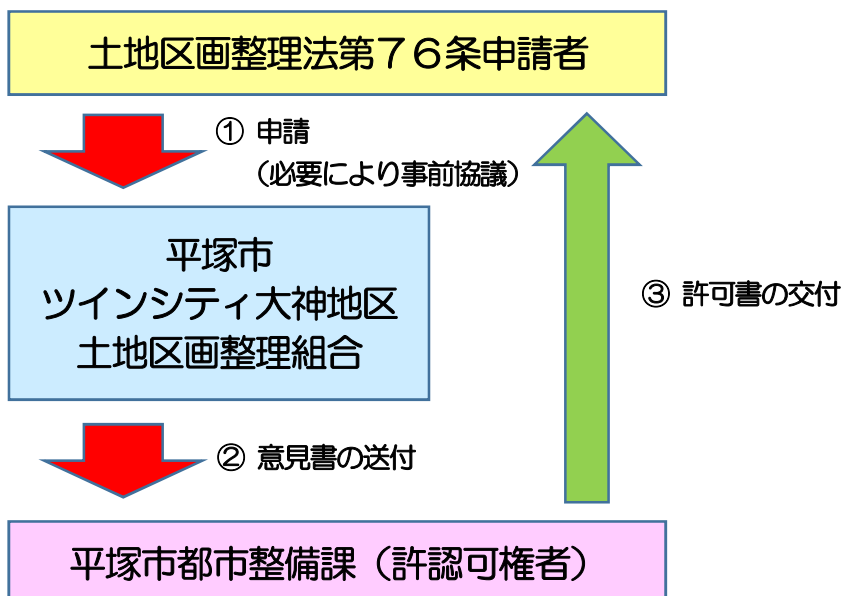 土地区画整理法第７６条申請者
① 申請
（必要により事前協議）
平塚市
ツインシティ大神地区
土地区画整理組合
③ 許可書の交付
② 意見書の送付
平塚市都市整備課（許認可権者）